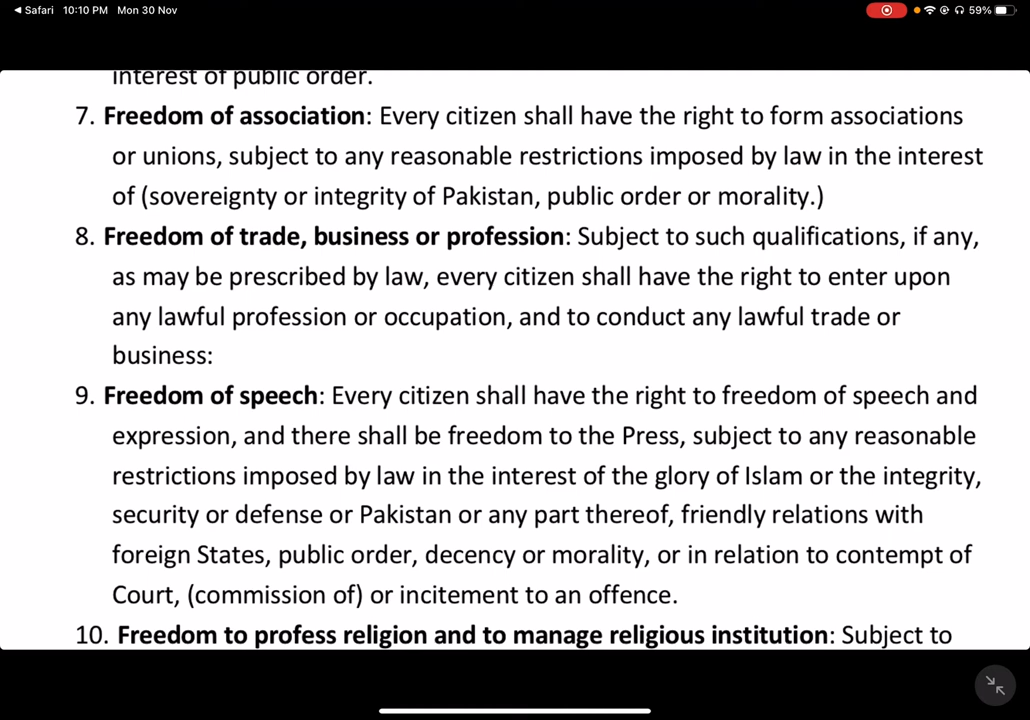 Safari 10:10 PM Mon 30 Nov 59%
interest of public order.
7. Freedom of association: Every citizen shall have the right to form associations
or unions, subject to any reasonable restrictions imposed by law in the interest
of (sovereignty or integrity of Pakistan, public order or morality.)
8. Freedom of trade, business or profession: Subject to such qualifications, if any,
as may be prescribed by law, every citizen shall have the right to enter upon
any lawful profession or occupation, and to conduct any lawful trade or
business:
9. Freedom of speech: Every citizen shall have the right to freedom of speech and
expression, and there shall be freedom to the Press, subject to any reasonable
restrictions imposed by law in the interest of the glory of Islam or the integrity,
security or defense or Pakistan or any part thereof, friendly relations with
foreign States, public order, decency or morality, or in relation to contempt of
Court, (commission of) or incitement to an offence.
10. Freedom to profess religion and to manage religious institution: Subject to